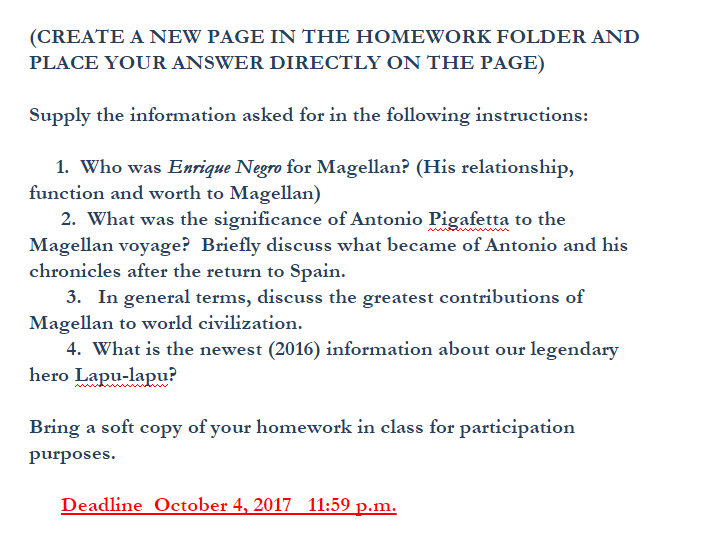 (CREATE A NEW PAGE IN THE HOMEWORK FOLDER AND
PLACE YOUR ANSWER DIRECTLY ON THE PAGE)
Supply the information asked for in the following instructions:
1. Who was Enrique Negro for Magellan? (His relationship,
function and worth to Magellan)
2. What was the significance of Antonio Pigafetta to the
Magellan voyage? Briefly discuss what became of Antonio and his
chronicles after the return to Spain.
3. In general terms, discuss the greatest contributions of
Magellan to world civilization.
4. What is the newest (2016) information about our legendary
hero Lapu-lapu?
Bring a soft copy of your homework in class for participation
purposes.
Deadline October 4, 2017 11:59 p.m.